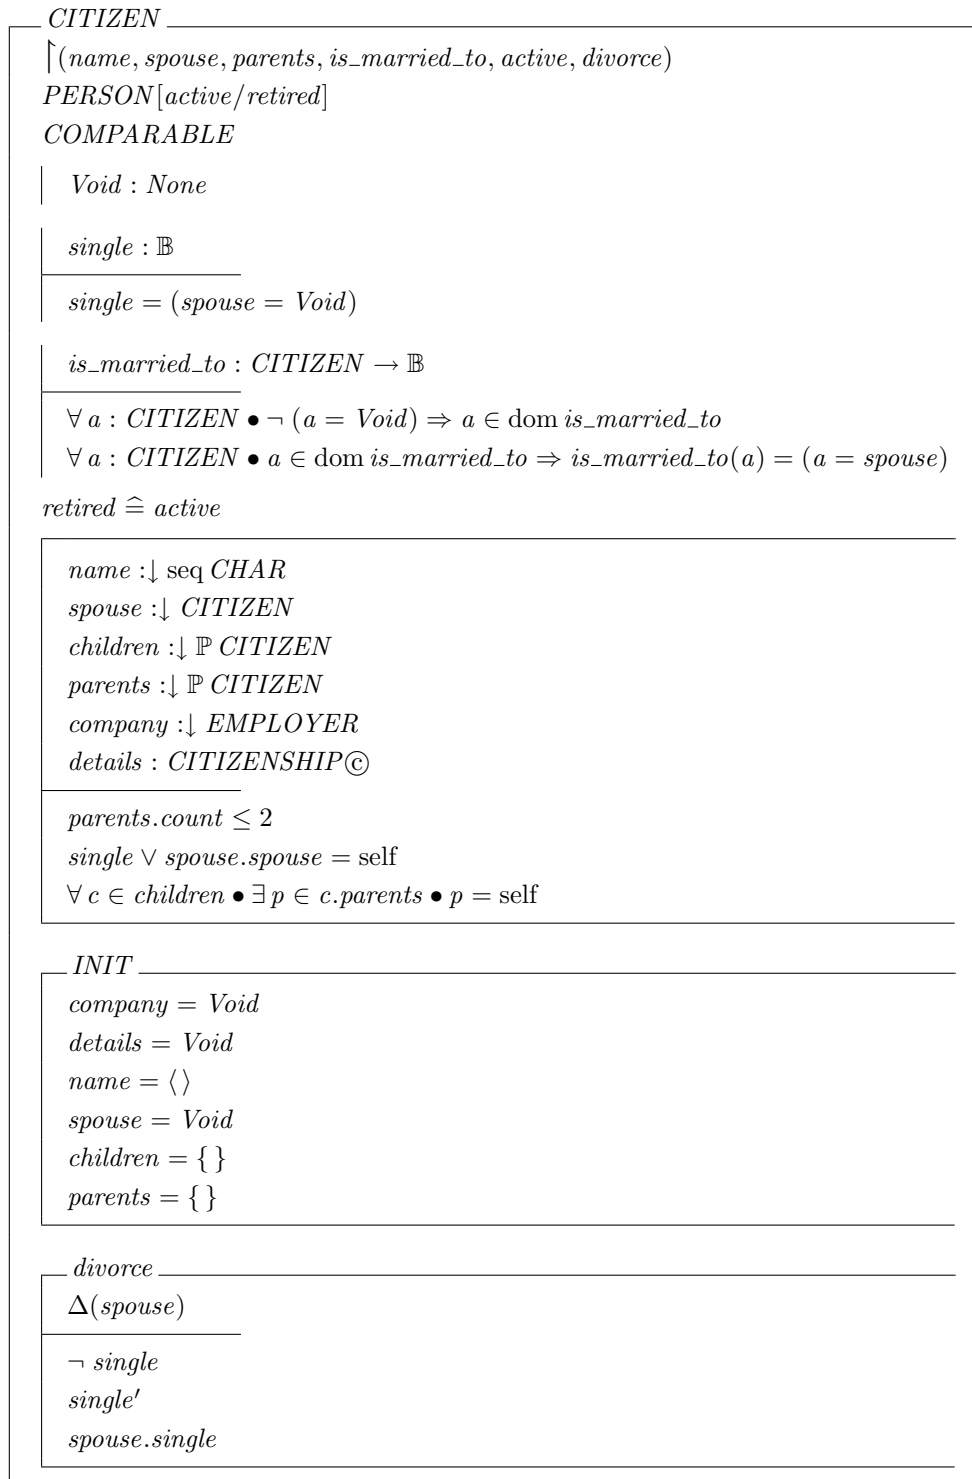 CITIZEN
↾(name, spouse, parents, is_married_to, active, divorce)
PERSON[active/retired]
COMPARABLE
Void : None
single : 𝔹
single = (spouse = Void)
is_married_to : CITIZEN → 𝔹
∀ a : CITIZEN • ¬ (a = Void) ⇒ a ∈ dom is_married_to
∀ a : CITIZEN • a ∈ dom is_married_to ⇒ is_married_to(a) = (a = spouse)
retired ≙ active
name :↓ seq CHAR
spouse :↓ CITIZEN
children :↓ ℙ CITIZEN
parents :↓ ℙ CITIZEN
company :↓ EMPLOYER
details : CITIZENSHIP©
parents.count ≤ 2
single ∨ spouse.spouse = self
∀ c ∈ children • ∃ p ∈ c.parents • p = self
INIT
company = Void
details = Void
name = ⟨ ⟩
spouse = Void
children = { }
parents = { }
divorce
Δ(spouse)
¬ single
single′
spouse.single